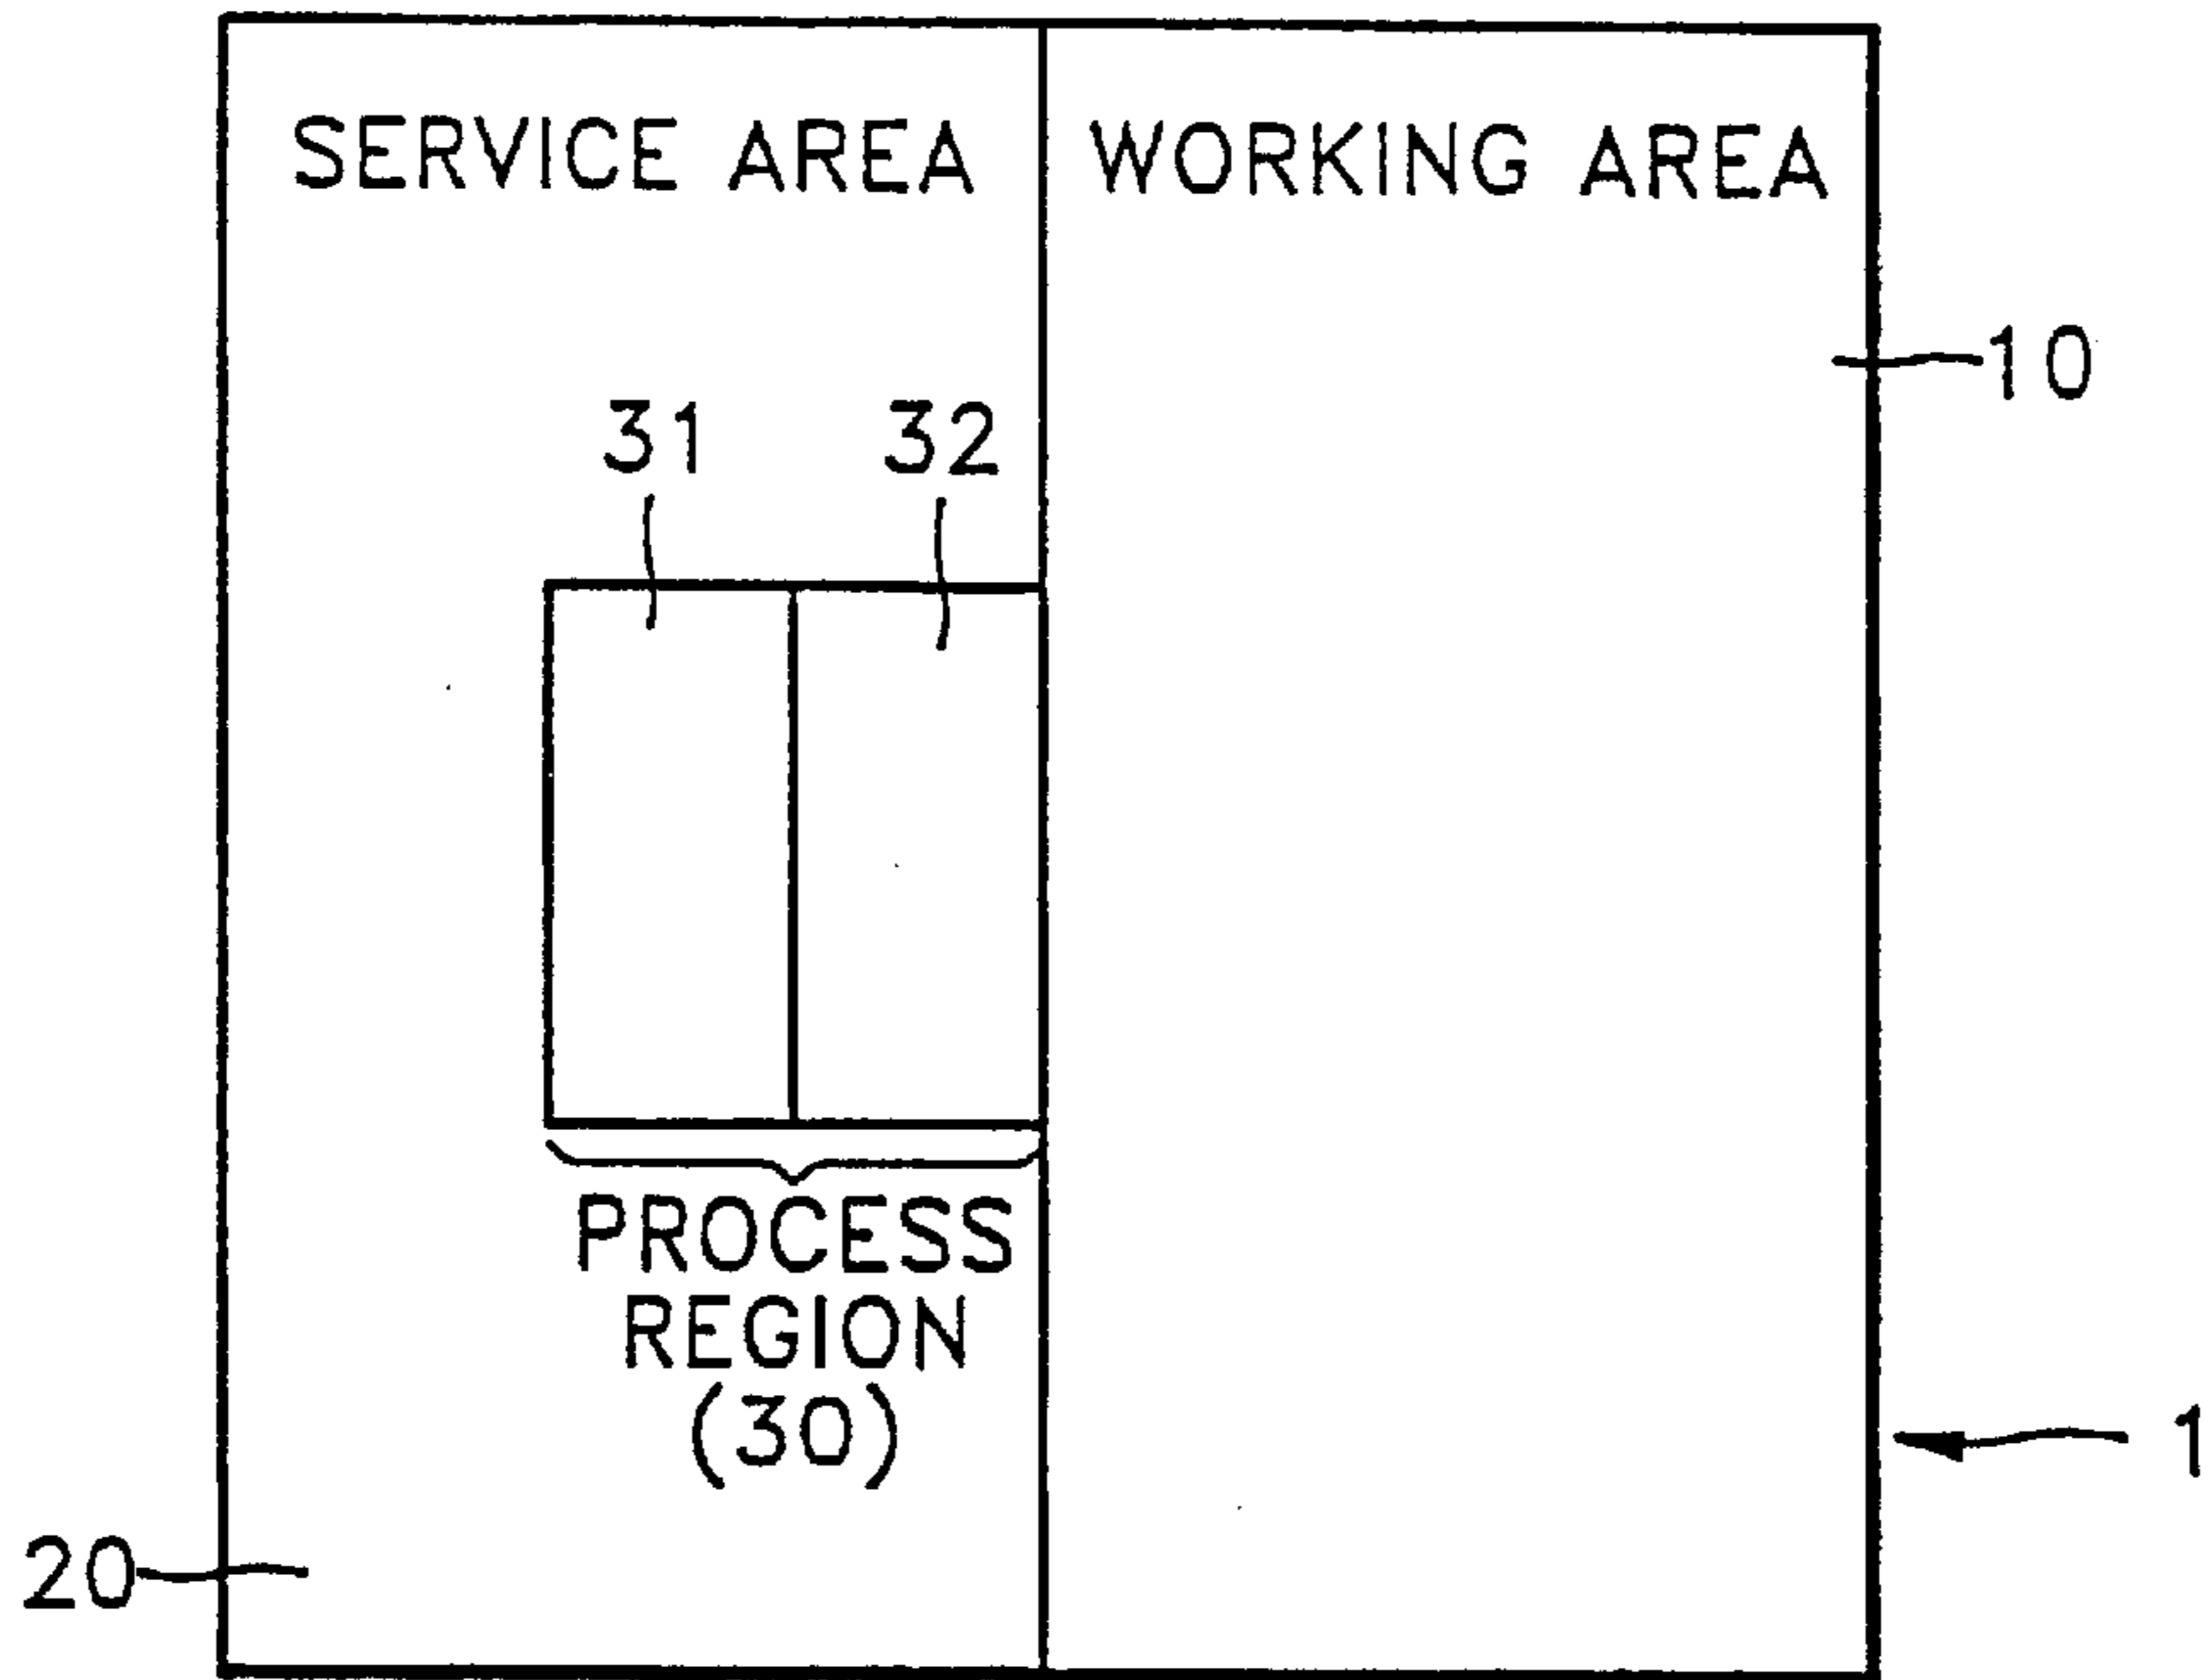 SERVICE AREA
WORKING AREA
10
31
32
PROCESS
REGION
(30)
1
20